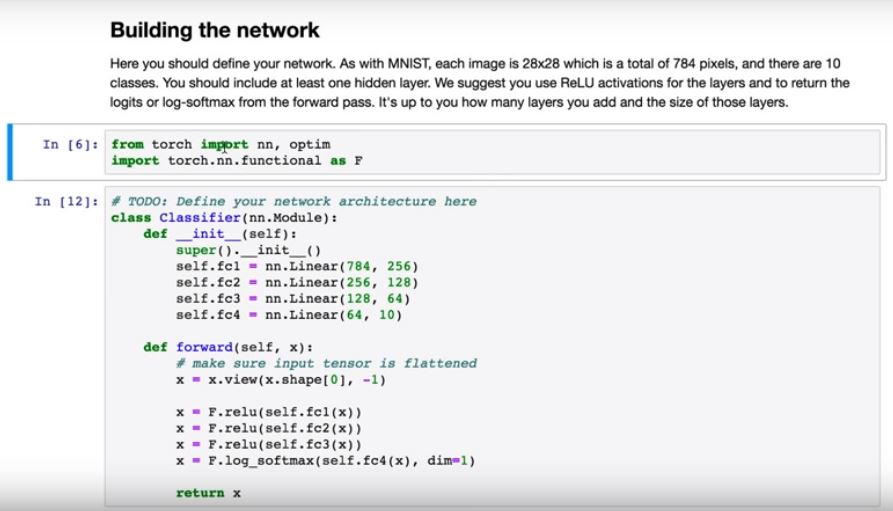 Building the network
Here you should define your network. As with MNIST, each image is 28x28 which is a total of 784 pixels, and there are 10
classes. You should include at least one hidden layer. We suggest you use ReLU activations for the layers and to return the
logits or log-softmax from the forward pass. It's up to you how many layers you add and the size of those layers.
In [6]: from torch import nn, optim
import torch.nn.functional as F
In [12]: # TODO: Define your network architecture here
class Classifier(nn.Module):
    def __init__(self):
        super().__init__()
        self.fc1 = nn.Linear(784, 256)
        self.fc2 = nn.Linear(256, 128)
        self.fc3 = nn.Linear(128, 64)
        self.fc4 = nn.Linear(64, 10)
    def forward(self, x):
        # make sure input tensor is flattened
        x = x.view(x.shape[0], -1)
        x = F.relu(self.fc1(x))
        x = F.relu(self.fc2(x))
        x = F.relu(self.fc3(x))
        x = F.log_softmax(self.fc4(x), dim=1)
        return x